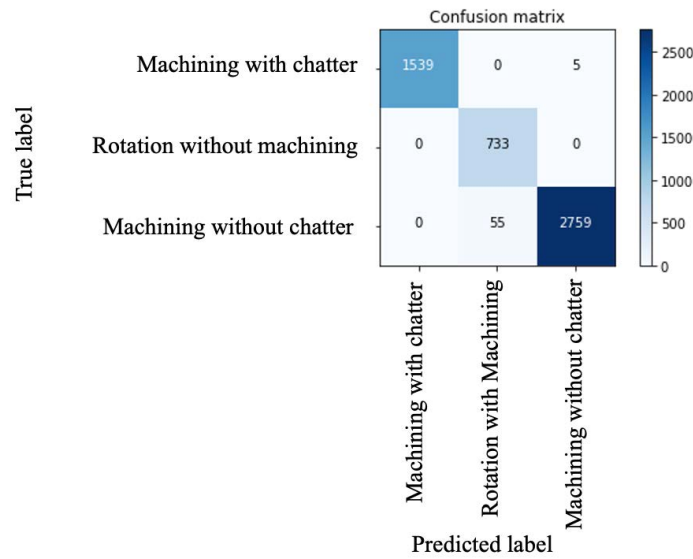 Confusion matrix
True label
Machining with chatter
1539 0 5
2500
2000
Rotation without machining
0 733 0
1500
1000
Machining without chatter
0 55 2759
500
0
Machining with chatter
Rotation with Machining
Machining without chatter
Predicted label